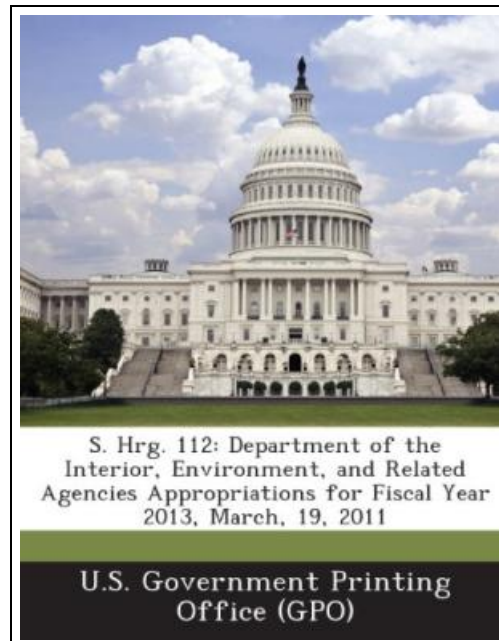 S. Hrg. 112: Department of the
Interior, Environment, and Related
Agencies Appropriations for Fiscal Year
2013, March, 19, 2011
U.S. Government Printing
Office (GPO)